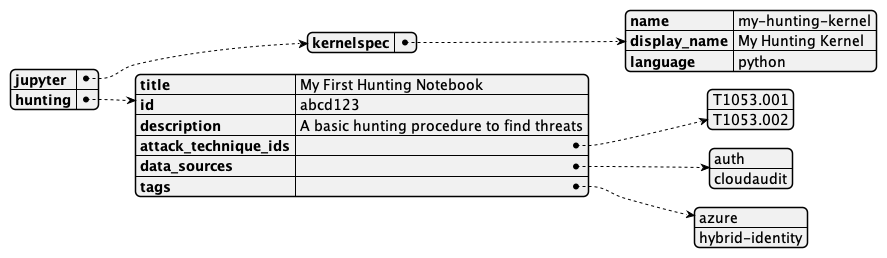 jupyter
hunting
kernelspec
name my-hunting-kernel
display_name My Hunting Kernel
language python
title My First Hunting Notebook
id abcd123
description A basic hunting procedure to find threats
attack_technique_ids
data_sources
tags
T1053.001
T1053.002
auth
cloudaudit
azure
hybrid-identity